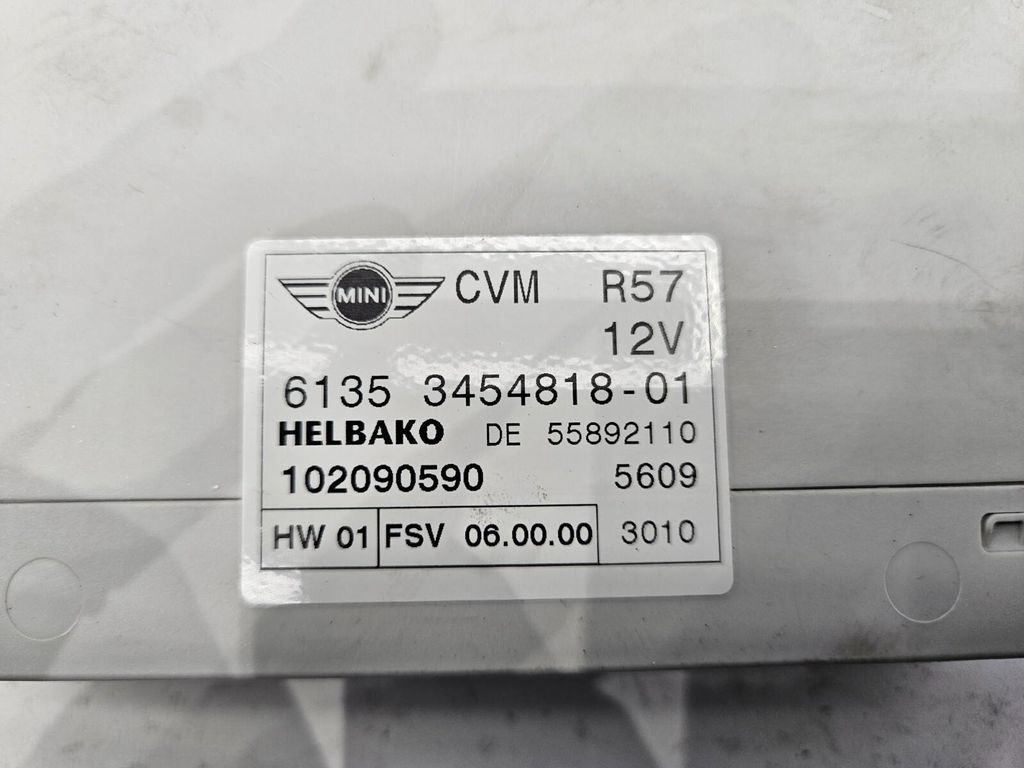 MINI CVM R57
12V
6135 3454818-01
HELBAKO DE 55892110
102090590 5609
HW 01 FSV 06.00.00 3010